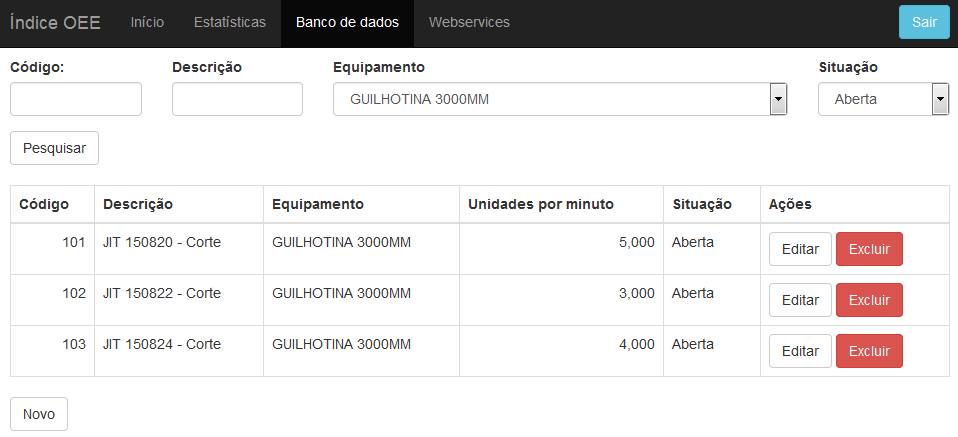 Índice OEE Início Estatísticas Banco de dados Webservices Sair
Código: Descrição Equipamento Situação
GUILHOTINA 3000MM Aberta
Pesquisar
Código Descrição Equipamento Unidades por minuto Situação Ações
101 JIT 150820 - Corte GUILHOTINA 3000MM 5,000 Aberta Editar Excluir
102 JIT 150822 - Corte GUILHOTINA 3000MM 3,000 Aberta Editar Excluir
103 JIT 150824 - Corte GUILHOTINA 3000MM 4,000 Aberta Editar Excluir
Novo